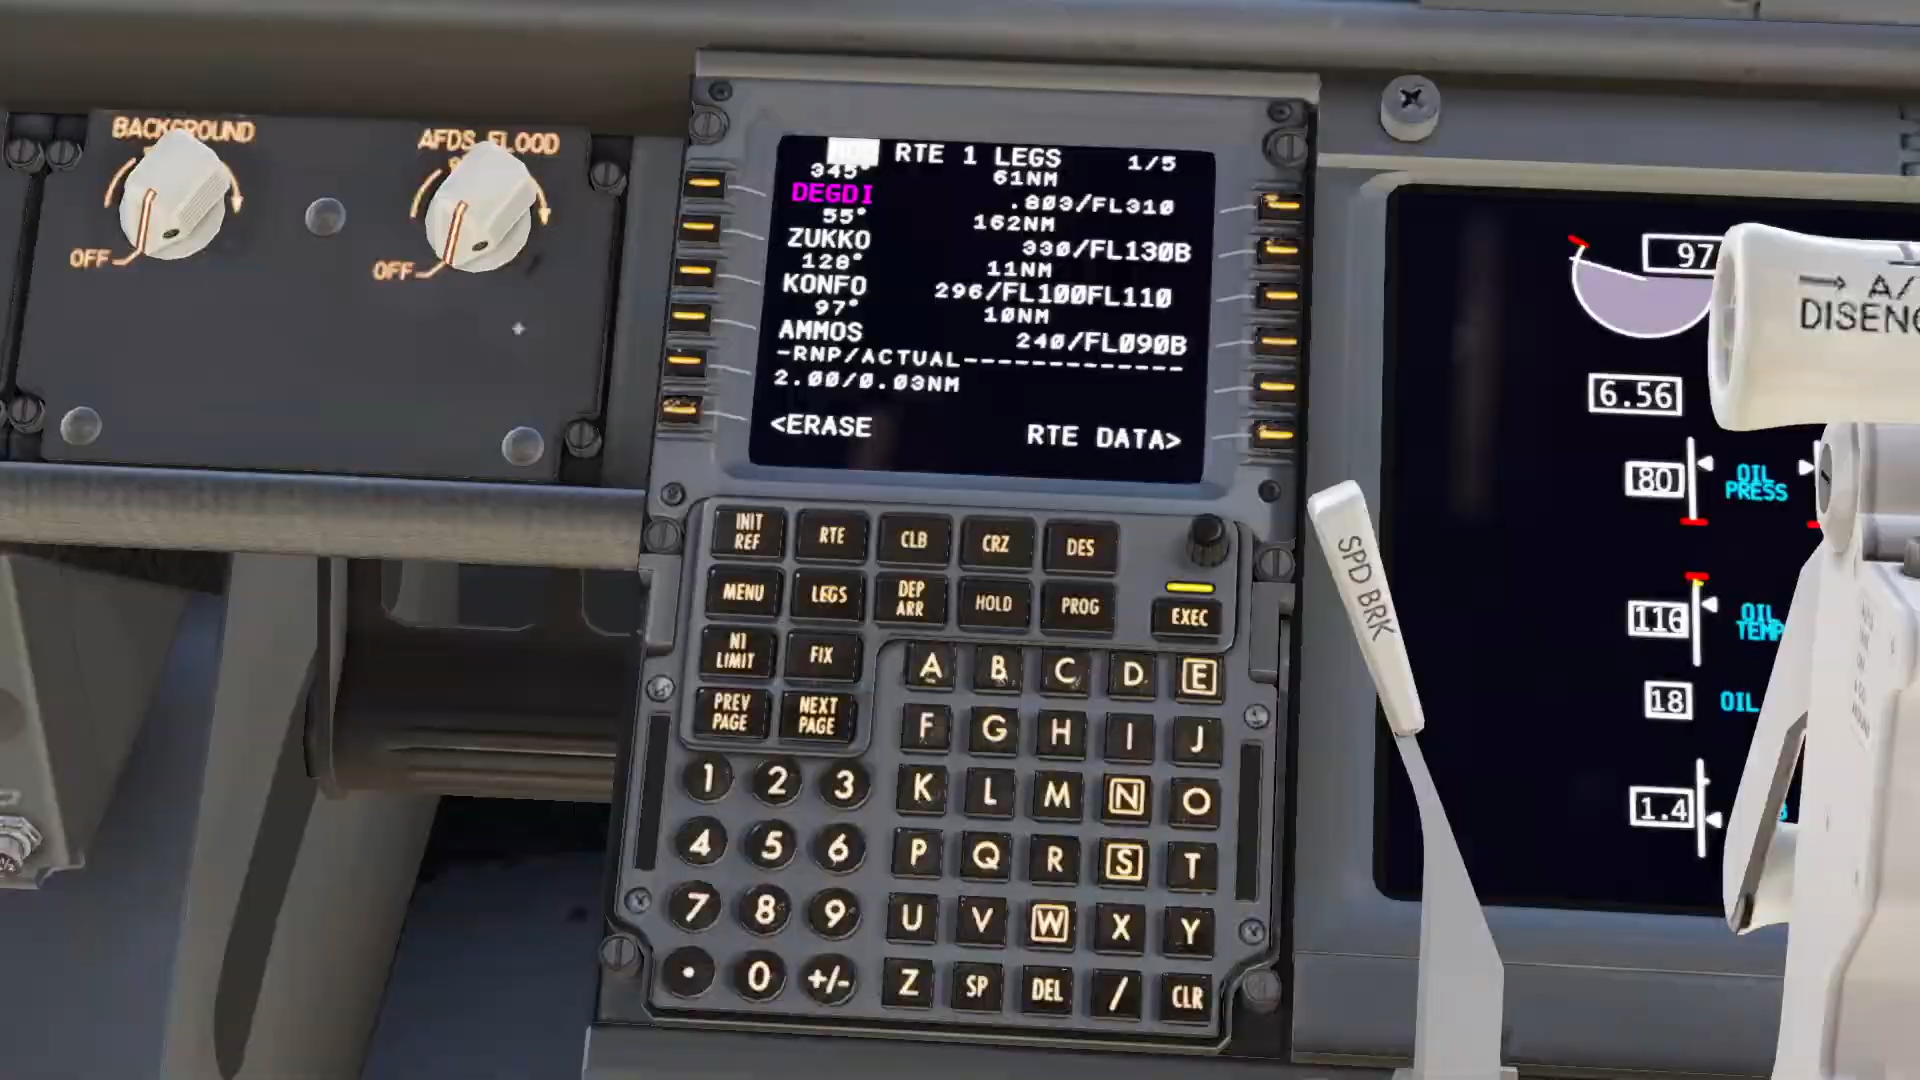 BACKGROUND
OFF
AFDS FLOOD
OFF
RTE 1 LEGS 1/5
345° 61NM
DEGDI .803/FL310
55° 162NM
ZUKKO 330/FL130B
128° 11NM
KONFO 296/FL100FL110
97° 10NM
AMMOS 240/FL090B
-RNP/ACTUAL-------------
2.00/0.03NM
<ERASE RTE DATA>
INIT REF
RTE
CLB
CRZ
DES
MENU
LEGS
DEP ARR
HOLD
PROG
EXEC
N1 LIMIT
FIX
PREV PAGE
NEXT PAGE
A B C D E
F G H I J
K L M N O
P Q R S T
U V W X Y
Z SP DEL / CLR
1 2 3
4 5 6
7 8 9
. 0 +/-
SPD BRK
97
6.56
80 OIL PRESS
116 OIL TEMP
18 OIL
1.4
A/